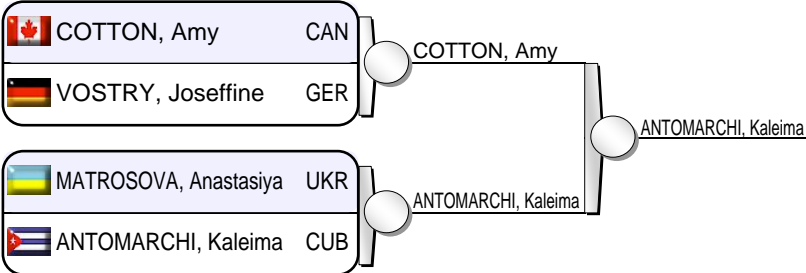 COTTON, Amy CAN
COTTON, Amy
VOSTRY, Joseffine GER
ANTOMARCHI, Kaleima
MATROSOVA, Anastasiya UKR
ANTOMARCHI, Kaleima
ANTOMARCHI, Kaleima CUB